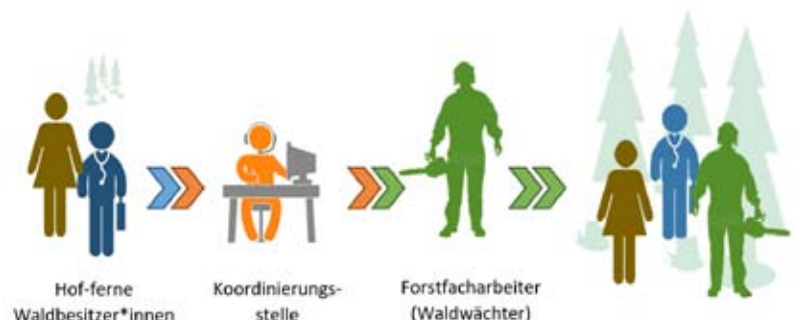 Hof-ferne
Waldbesitzer*innen
Koordinierungs-
stelle
Forstfacharbeiter
(Waldwächter)